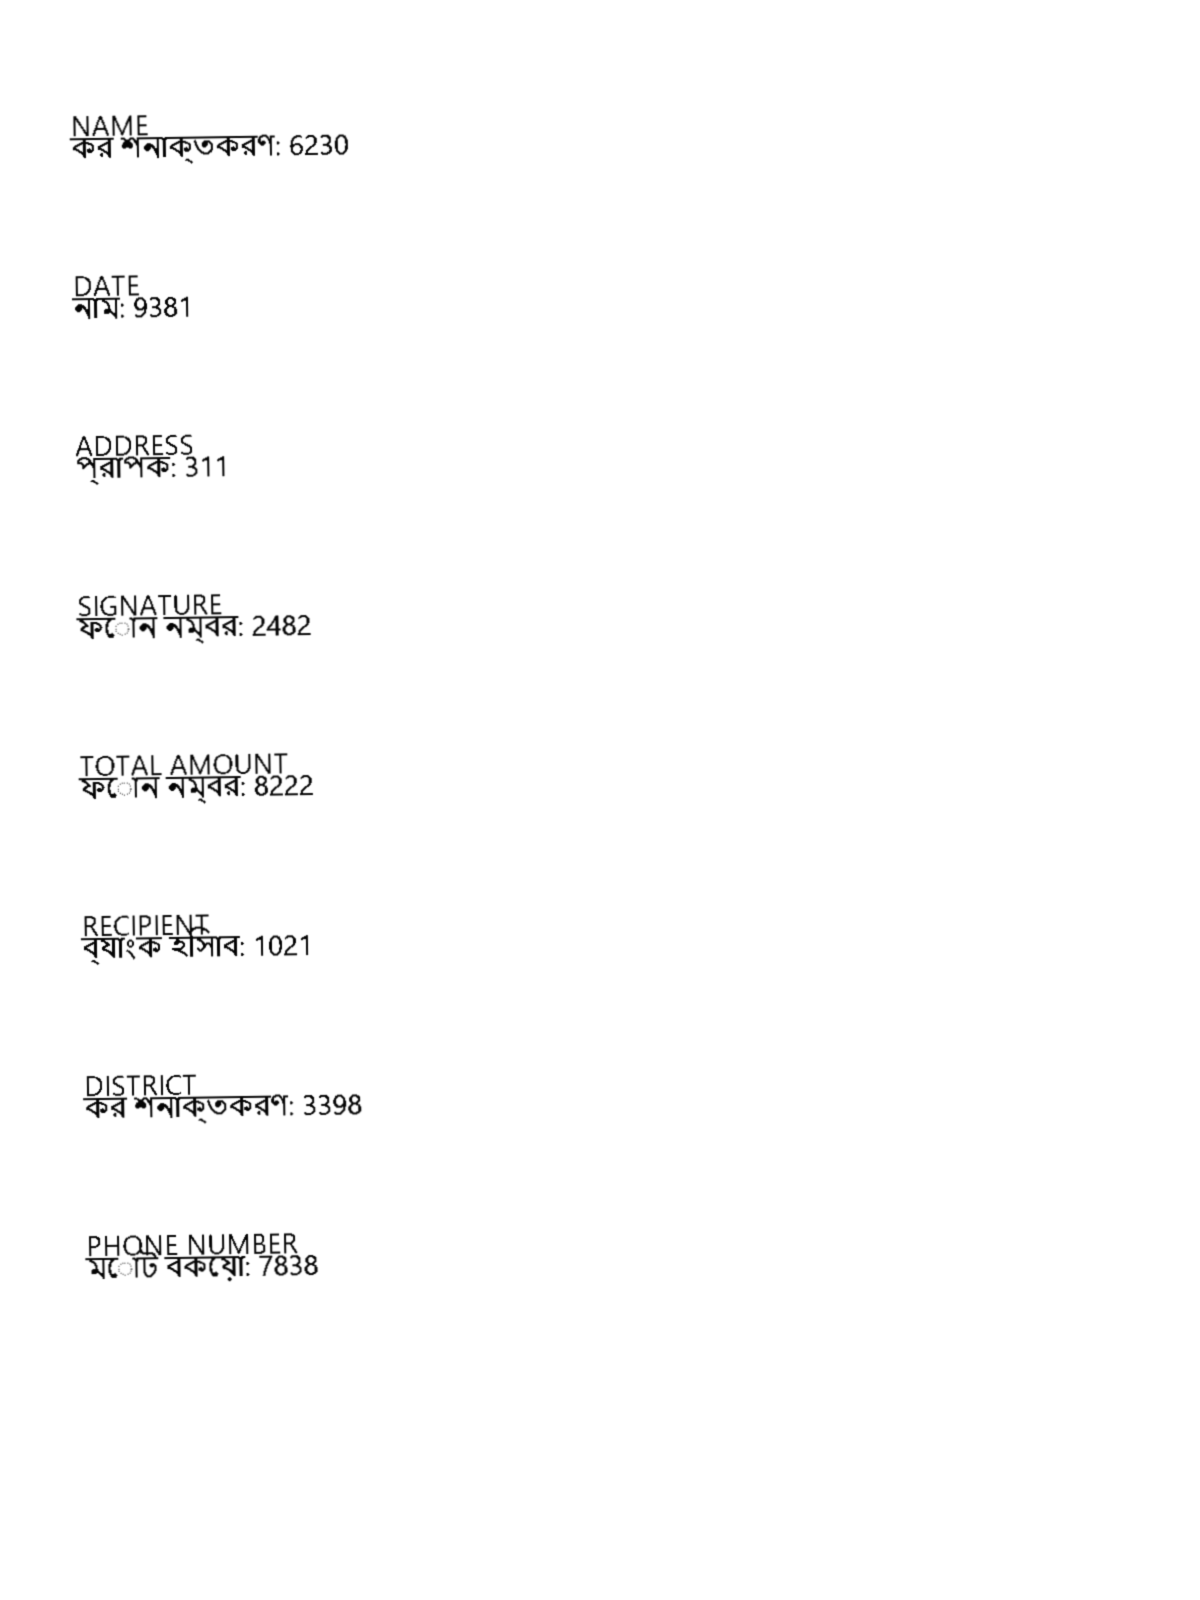 NAME
কর শনাক্তকরণ: 6230
DATE
নাম: 9381
ADDRESS
প্রাপক: 311
SIGNATURE
ফোন নম্বর: 2482
TOTAL AMOUNT
ফোন নম্বর: 8222
RECIPIENT
ব্যাংক হিসাব: 1021
DISTRICT
কর শনাক্তকরণ: 3398
PHONE NUMBER
মোট বকেয়া: 7838